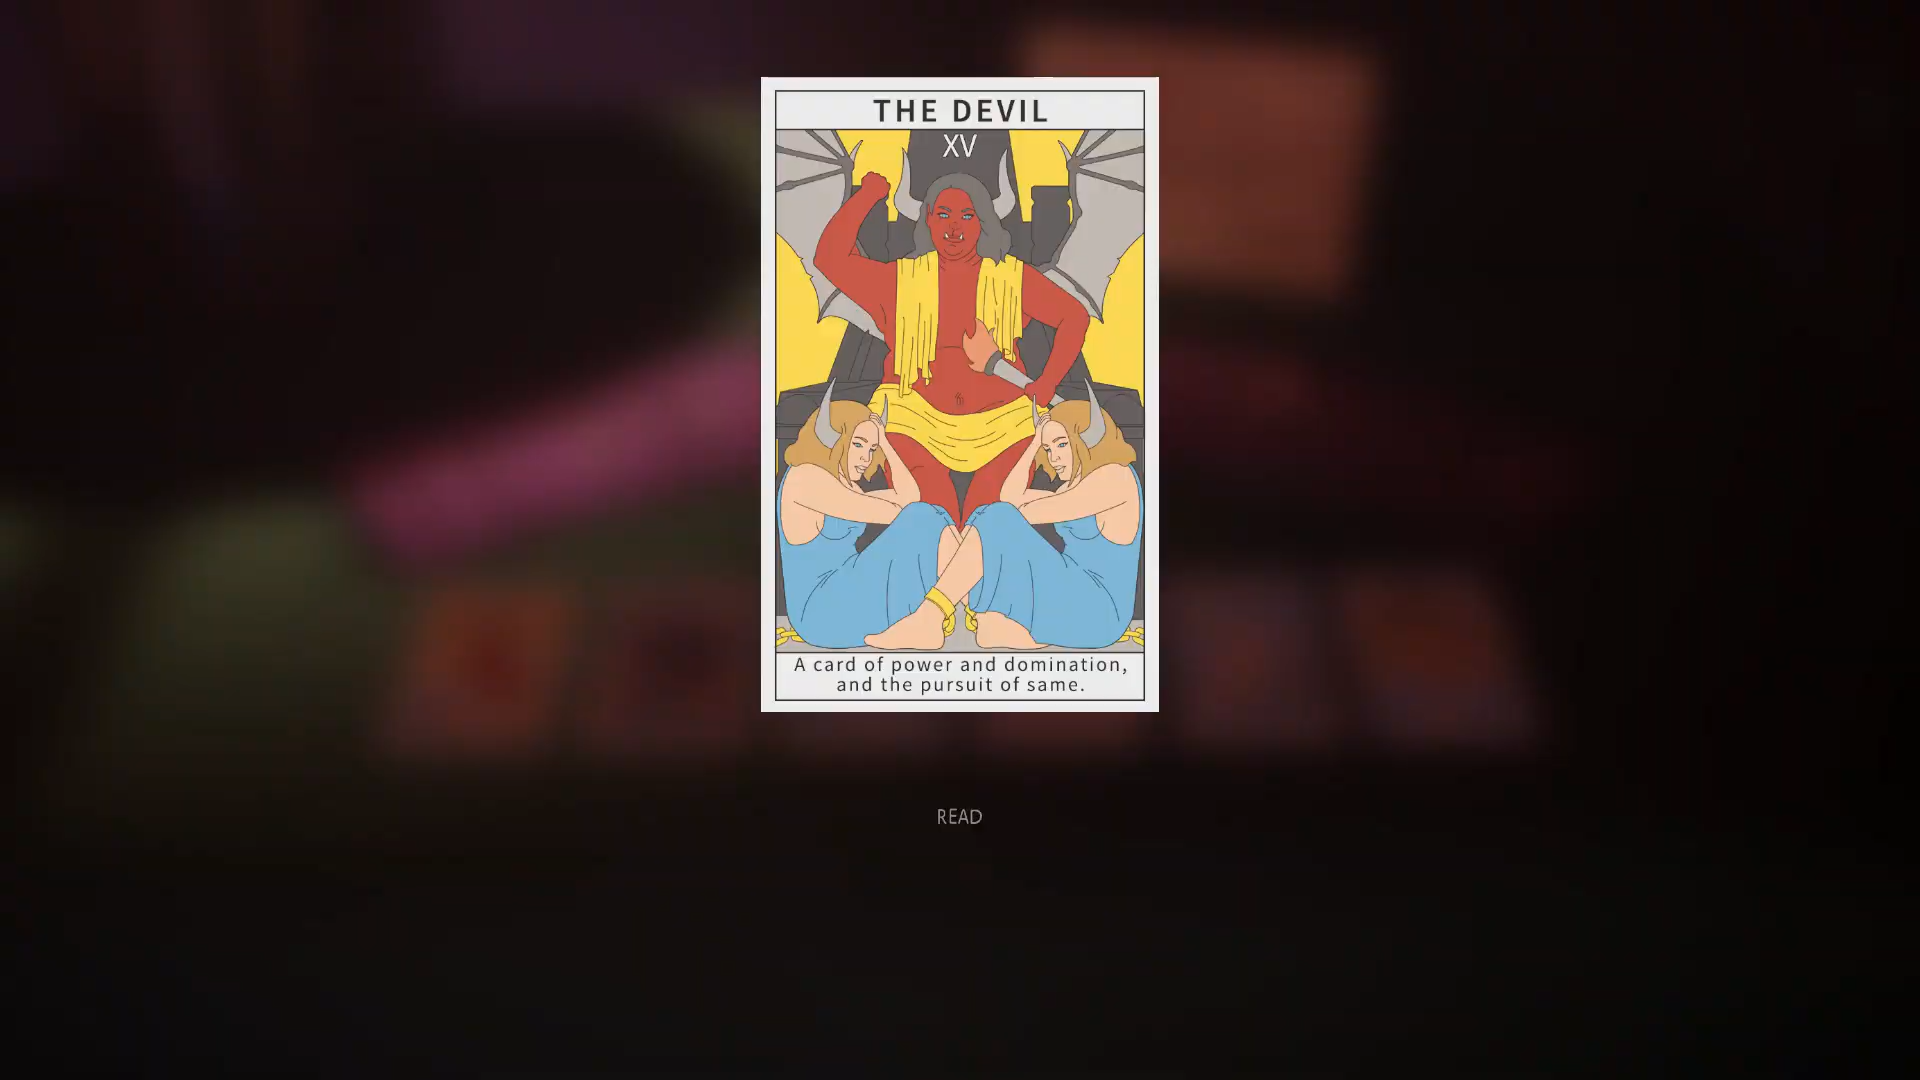 THE DEVIL
XV
A card of power and domination,
and the pursuit of same.
READ